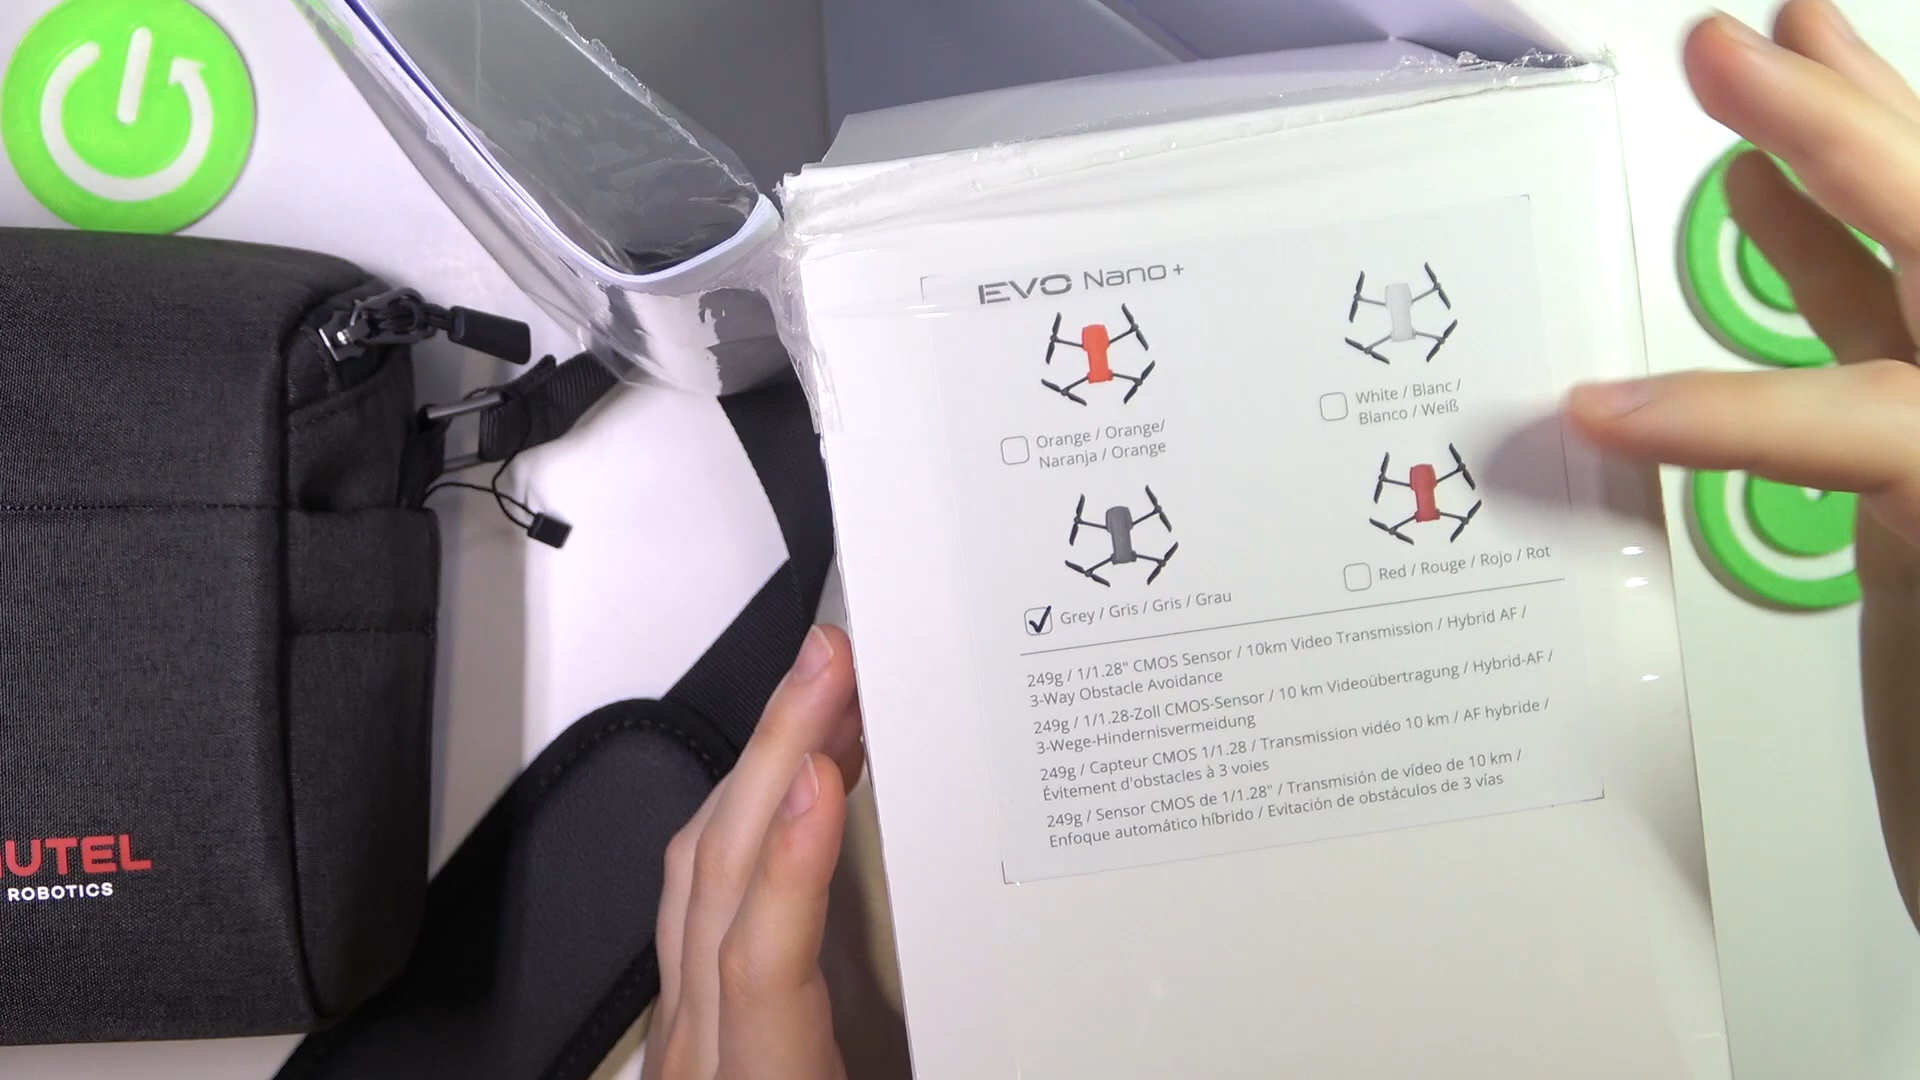 EVO Nano+
Orange / Orange/
Naranja / Orange
White / Blanc /
Blanco / Weiß
Grey / Gris / Gris / Grau
Red / Rouge / Rojo / Rot
249g / 1/1.28" CMOS Sensor / 10km Video Transmission / Hybrid AF /
3-Way Obstacle Avoidance
249g / 1/1.28-Zoll CMOS-Sensor / 10 km Videoübertragung / Hybrid-AF /
3-Wege-Hindernisvermeidung
249g / Capteur CMOS 1/1.28 / Transmission vidéo 10 km / AF hybride /
Évitement d'obstacles à 3 voies
249g / Sensor CMOS de 1/1.28" / Transmisión de vídeo de 10 km /
Enfoque automático híbrido / Evitación de obstáculos de 3 vías
UTEL
ROBOTICS